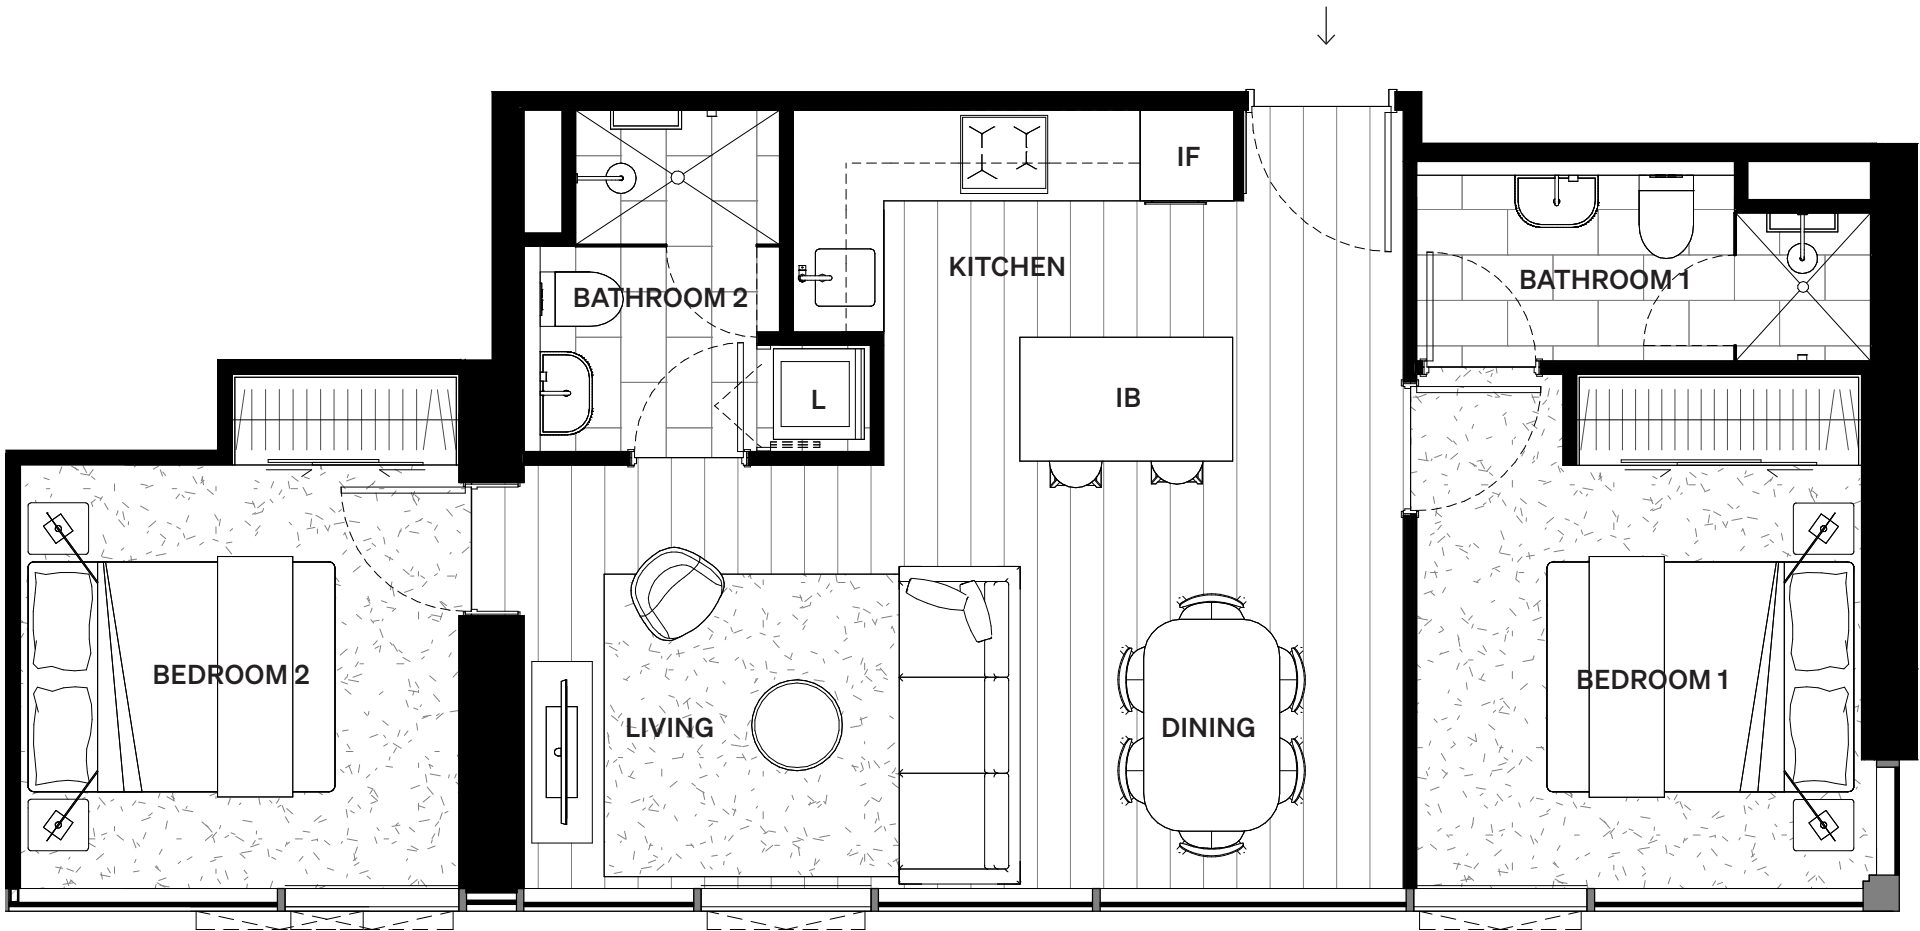 IF
KITCHEN
BATHROOM 1
BATHROOM 2
IB
L
BEDROOM 2
BEDROOM 1
LIVING
DINING